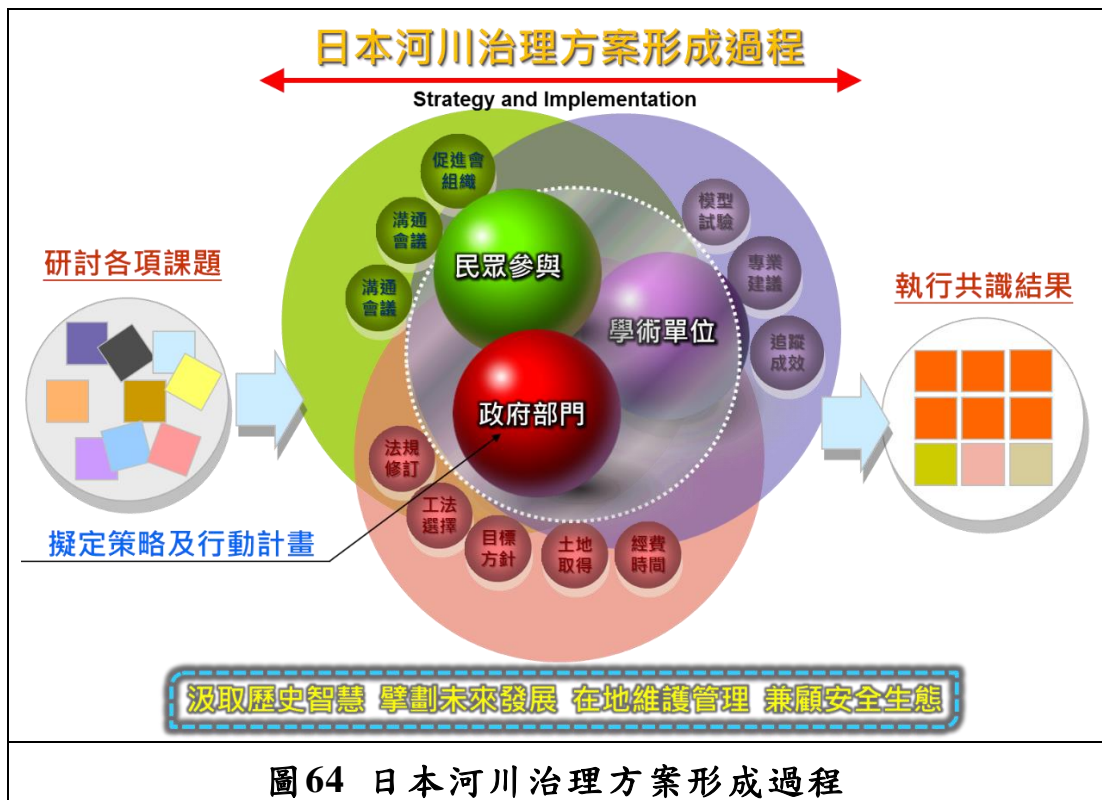 日本河川治理方案形成過程
Strategy and Implementation
研討各項課題
促進會
組織
溝通
會議
溝通
會議
民眾參與
模型
試驗
專業
建議
追蹤
成效
學術單位
政府部門
法規
修訂
工法
選擇
目標
方針
土地
取得
經費
時間
擬定策略及行動計畫
執行共識結果
汲取歷史智慧 擘劃未來發展 在地維護管理 兼顧安全生態
圖64 日本河川治理方案形成過程